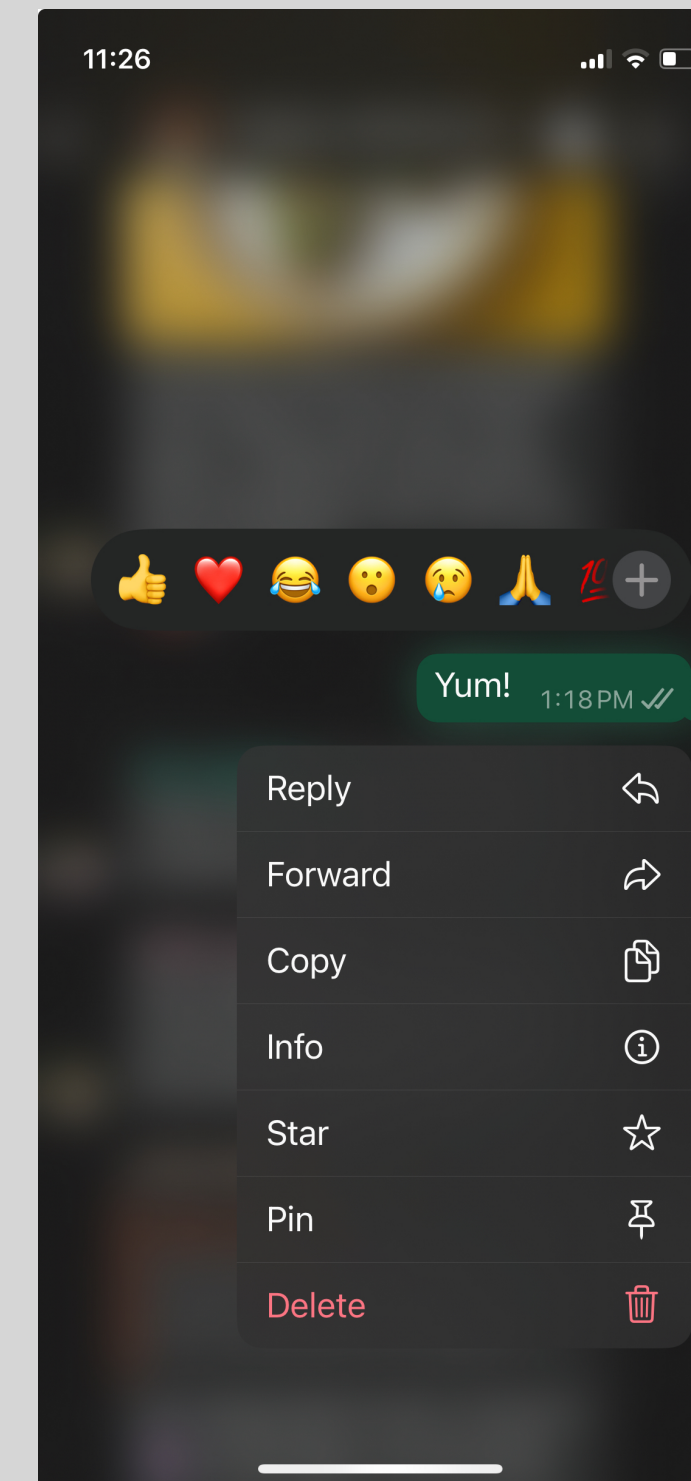 11:26
👍 ❤️ 😂 😮 😢 🙏 💯
Yum! 1:18 PM
Reply
Forward
Copy
Info
Star
Pin
Delete